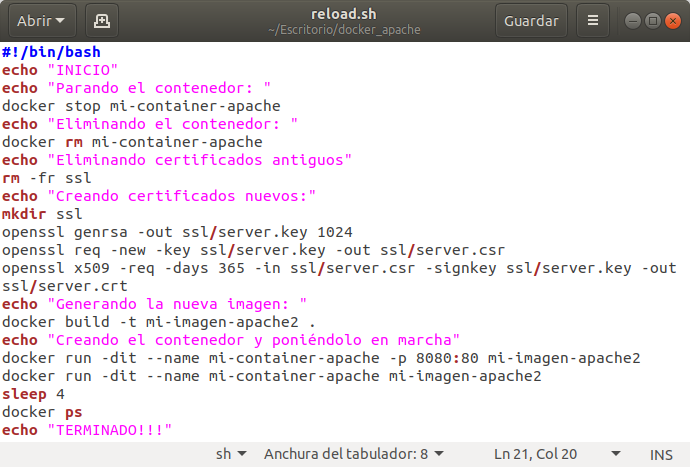 Abrir
reload.sh
~/Escritorio/docker_apache
Guardar
#!/bin/bash
echo "INICIO"
echo "Parando el contenedor: "
docker stop mi-container-apache
echo "Eliminando el contenedor: "
docker rm mi-container-apache
echo "Eliminando certificados antiguos"
rm -fr ssl
echo "Creando certificados nuevos:"
mkdir ssl
openssl genrsa -out ssl/server.key 1024
openssl req -new -key ssl/server.key -out ssl/server.csr
openssl x509 -req -days 365 -in ssl/server.csr -signkey ssl/server.key -out
ssl/server.crt
echo "Generando la nueva imagen: "
docker build -t mi-imagen-apache2 .
echo "Creando el contenedor y poniéndolo en marcha"
docker run -dit --name mi-container-apache -p 8080:80 mi-imagen-apache2
docker run -dit --name mi-container-apache mi-imagen-apache2
sleep 4
docker ps
echo "TERMINADO!!!"
sh Anchura del tabulador: 8 Ln 21, Col 20 INS